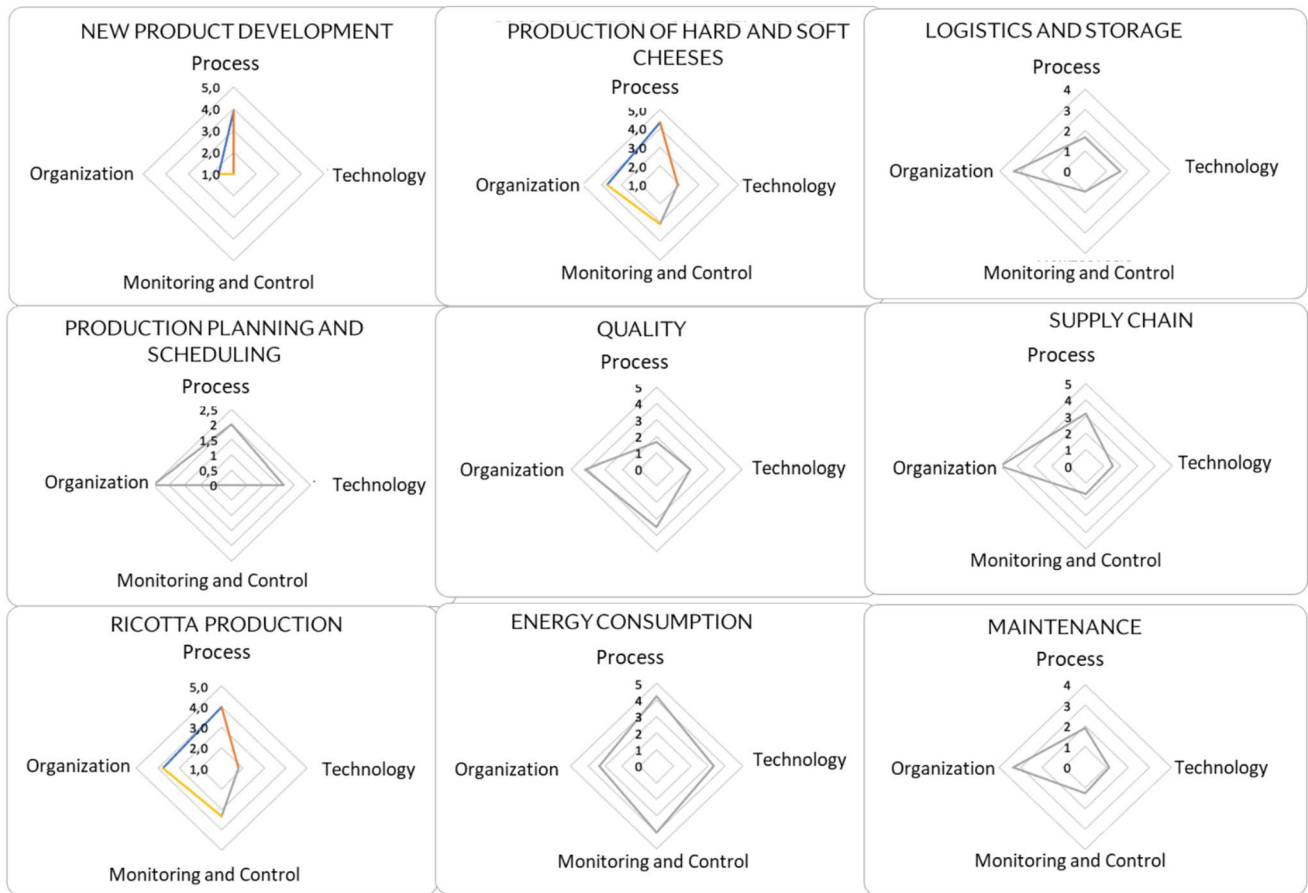 NEW PRODUCT DEVELOPMENT
Process
5,0
4,0
3,0
2,0
1,0
Organization
Technology
Monitoring and Control
PRODUCTION OF HARD AND SOFT
CHEESES
Process
5,0
4,0
3,0
2,0
1,0
Organization
Technology
Monitoring and Control
LOGISTICS AND STORAGE
Process
4
3
2
1
0
Organization
Technology
Monitoring and Control
PRODUCTION PLANNING AND
SCHEDULING
Process
2,5
2
1,5
1
0,5
0
Organization
Technology
Monitoring and Control
QUALITY
Process
5
4
3
2
1
0
Organization
Technology
SUPPLY CHAIN
Process
5
4
3
2
1
0
Organization
Technology
Monitoring and Control
RICOTTA PRODUCTION
Process
5,0
4,0
3,0
2,0
1,0
Organization
Technology
Monitoring and Control
ENERGY CONSUMPTION
Process
5
4
3
2
1
0
Organization
Technology
Monitoring and Control
MAINTENANCE
Process
4
3
2
1
0
Organization
Technology
Monitoring and Control